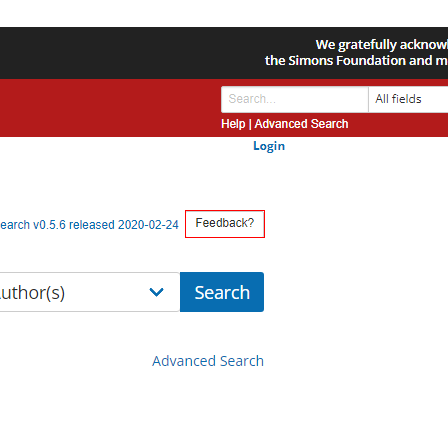 We gratefully acknow
the Simons Foundation and m
Search...
All fields
Help | Advanced Search
Login
earch v0.5.6 released 2020-02-24
Feedback?
uthor(s)
Search
Advanced Search